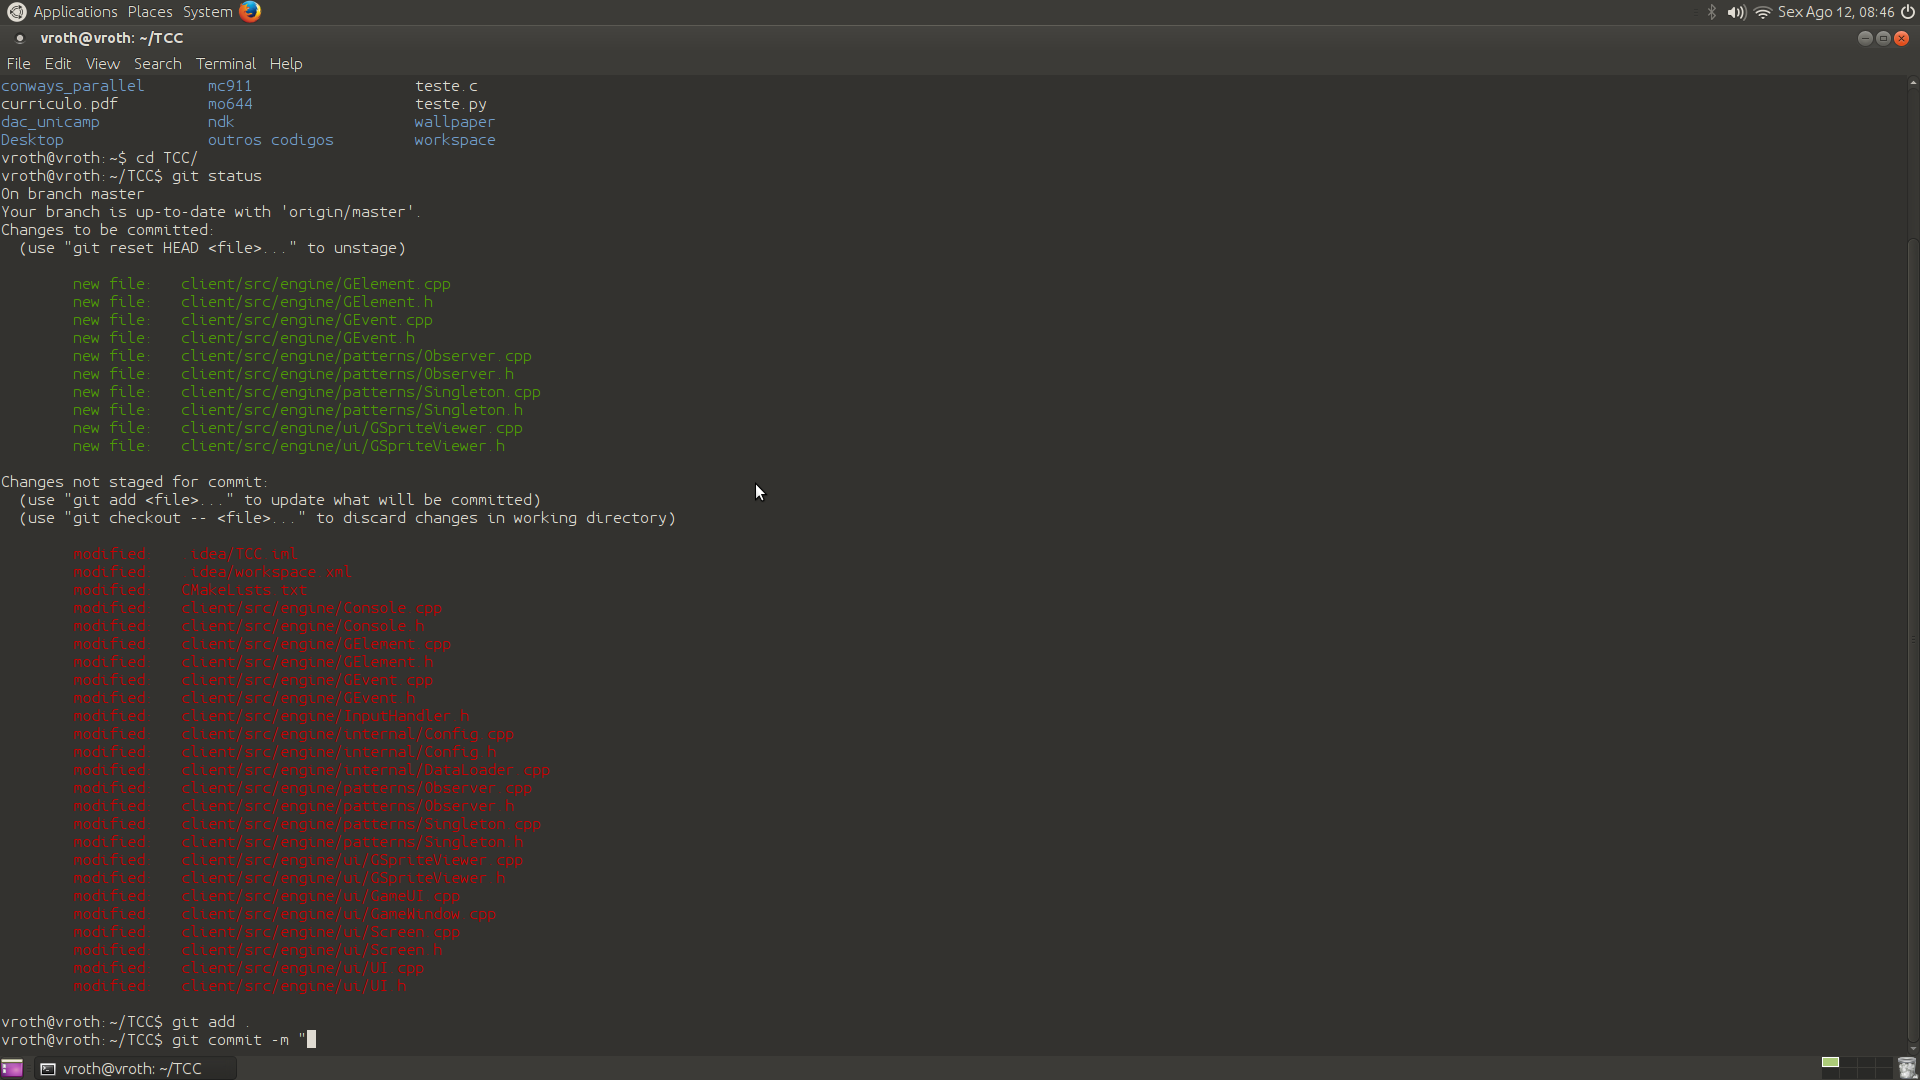 Applications Places System Sex Ago 12, 08:46
vroth@vroth: ~/TCC
File Edit View Search Terminal Help
conways_parallel mc911 teste.c
curriculo.pdf mo644 teste.py
dac_unicamp ndk wallpaper
Desktop outros codigos workspace
vroth@vroth:~$ cd TCC/
vroth@vroth:~/TCC$ git status
On branch master
Your branch is up-to-date with 'origin/master'.
Changes to be committed:
(use "git reset HEAD <file>..." to unstage)
new file: client/src/engine/GElement.cpp
new file: client/src/engine/GElement.h
new file: client/src/engine/GEvent.cpp
new file: client/src/engine/GEvent.h
new file: client/src/engine/patterns/Observer.cpp
new file: client/src/engine/patterns/Observer.h
new file: client/src/engine/patterns/Singleton.cpp
new file: client/src/engine/patterns/Singleton.h
new file: client/src/engine/ui/GSpriteViewer.cpp
new file: client/src/engine/ui/GSpriteViewer.h
Changes not staged for commit:
(use "git add <file>..." to update what will be committed)
(use "git checkout -- <file>..." to discard changes in working directory)
modified: .idea/TCC.iml
modified: .idea/workspace.xml
modified: CMakeLists.txt
modified: client/src/engine/Console.cpp
modified: client/src/engine/Console.h
modified: client/src/engine/GElement.cpp
modified: client/src/engine/GElement.h
modified: client/src/engine/GEvent.cpp
modified: client/src/engine/GEvent.h
modified: client/src/engine/InputHandler.h
modified: client/src/engine/internal/Config.cpp
modified: client/src/engine/internal/Config.h
modified: client/src/engine/internal/DataLoader.cpp
modified: client/src/engine/patterns/Observer.cpp
modified: client/src/engine/patterns/Observer.h
modified: client/src/engine/patterns/Singleton.cpp
modified: client/src/engine/patterns/Singleton.h
modified: client/src/engine/ui/GSpriteViewer.cpp
modified: client/src/engine/ui/GSpriteViewer.h
modified: client/src/engine/ui/GameUI.cpp
modified: client/src/engine/ui/GameWindow.cpp
modified: client/src/engine/ui/Screen.cpp
modified: client/src/engine/ui/Screen.h
modified: client/src/engine/ui/UI.cpp
modified: client/src/engine/ui/UI.h
vroth@vroth:~/TCC$ git add .
vroth@vroth:~/TCC$ git commit -m "
vroth@vroth: ~/TCC